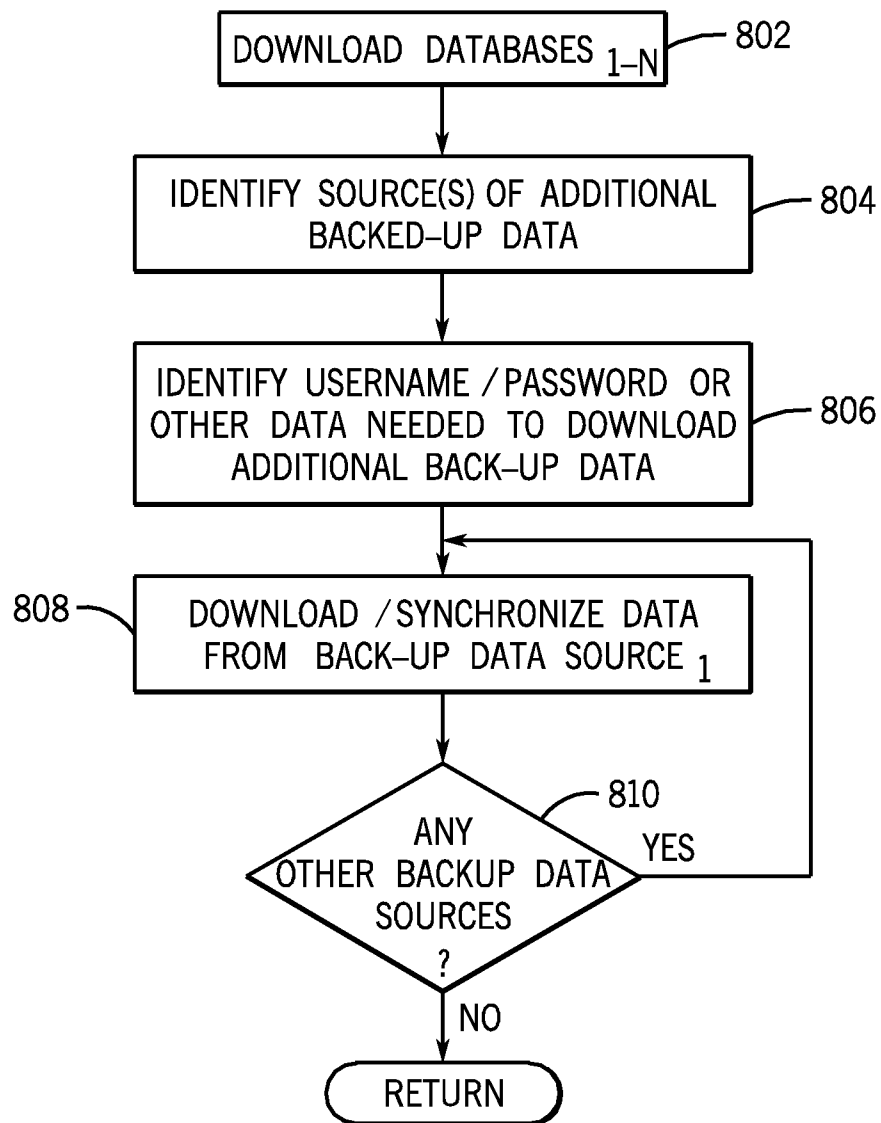 DOWNLOAD DATABASES 1–N
802
IDENTIFY SOURCE(S) OF ADDITIONAL
BACKED–UP DATA
804
IDENTIFY USERNAME / PASSWORD OR
OTHER DATA NEEDED TO DOWNLOAD
ADDITIONAL BACK–UP DATA
806
808
DOWNLOAD / SYNCHRONIZE DATA
FROM BACK–UP DATA SOURCE 1
810
ANY
OTHER BACKUP DATA
SOURCES
?
YES
NO
RETURN